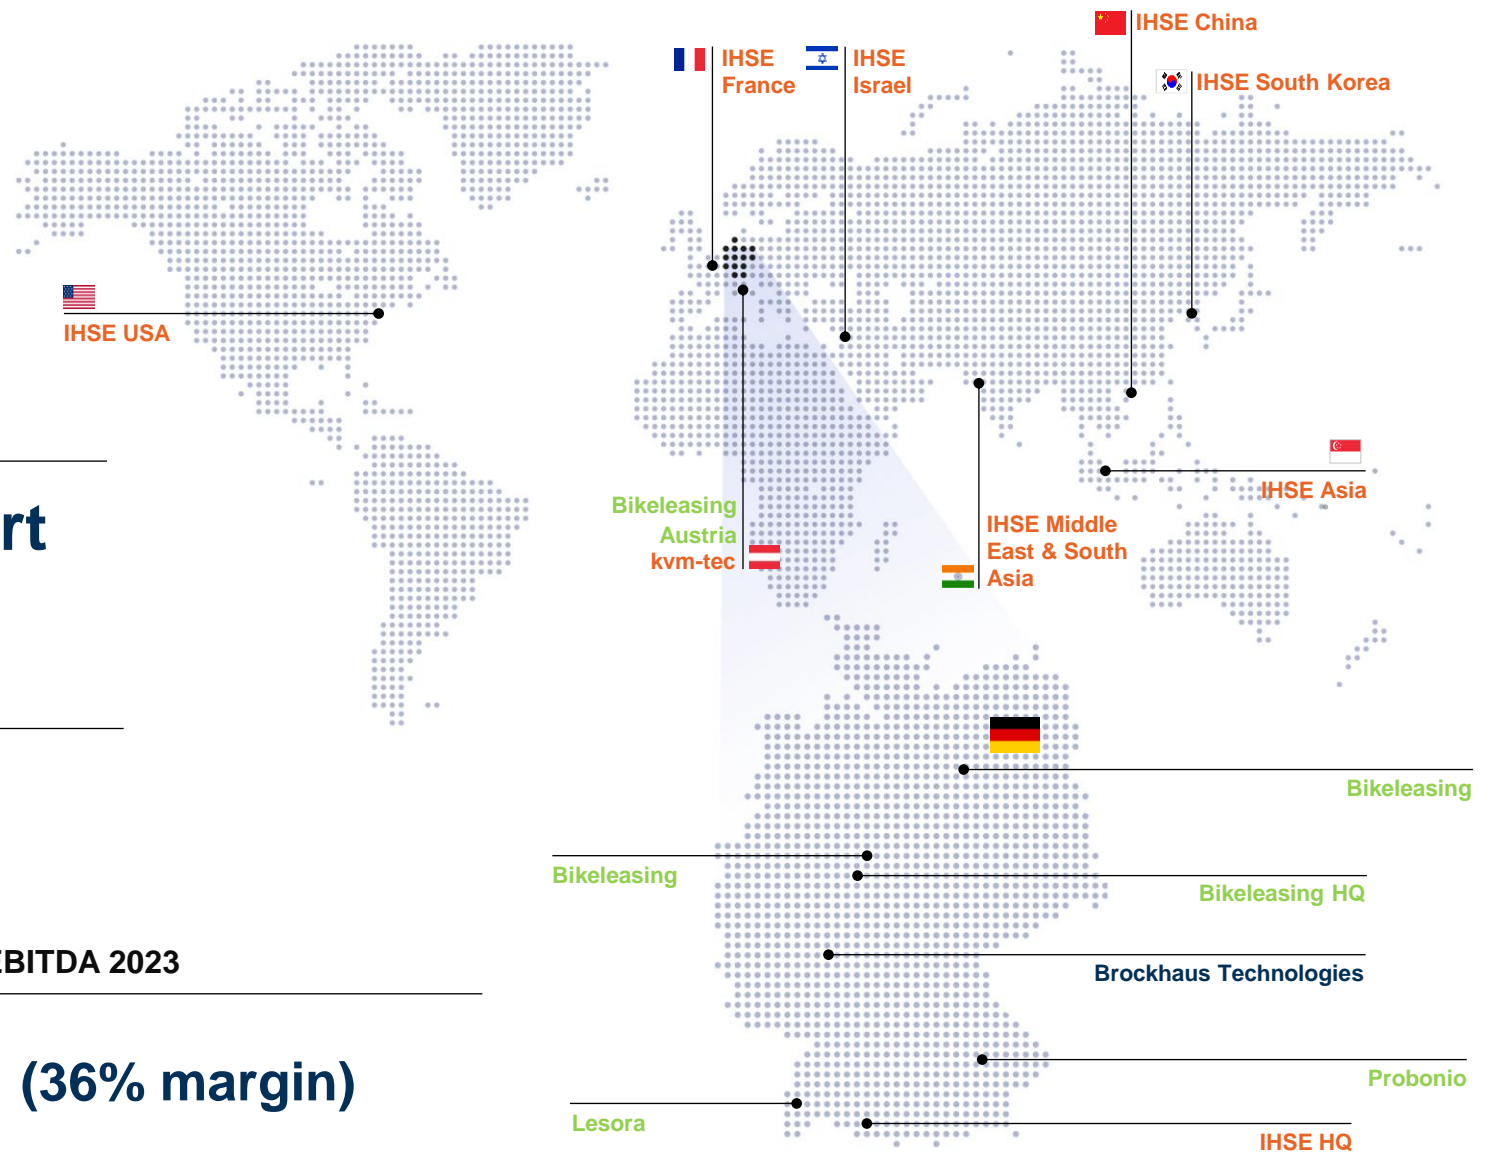 IHSE China
IHSE
France
IHSE
Israel
IHSE South Korea
IHSE USA
IHSE Asia
rt
Bikeleasing
Austria
kvm-tec
IHSE Middle
East & South
Asia
Bikeleasing
Bikeleasing
Bikeleasing HQ
EBITDA 2023
Brockhaus Technologies
(36% margin)
Probonio
Lesora
IHSE HQ